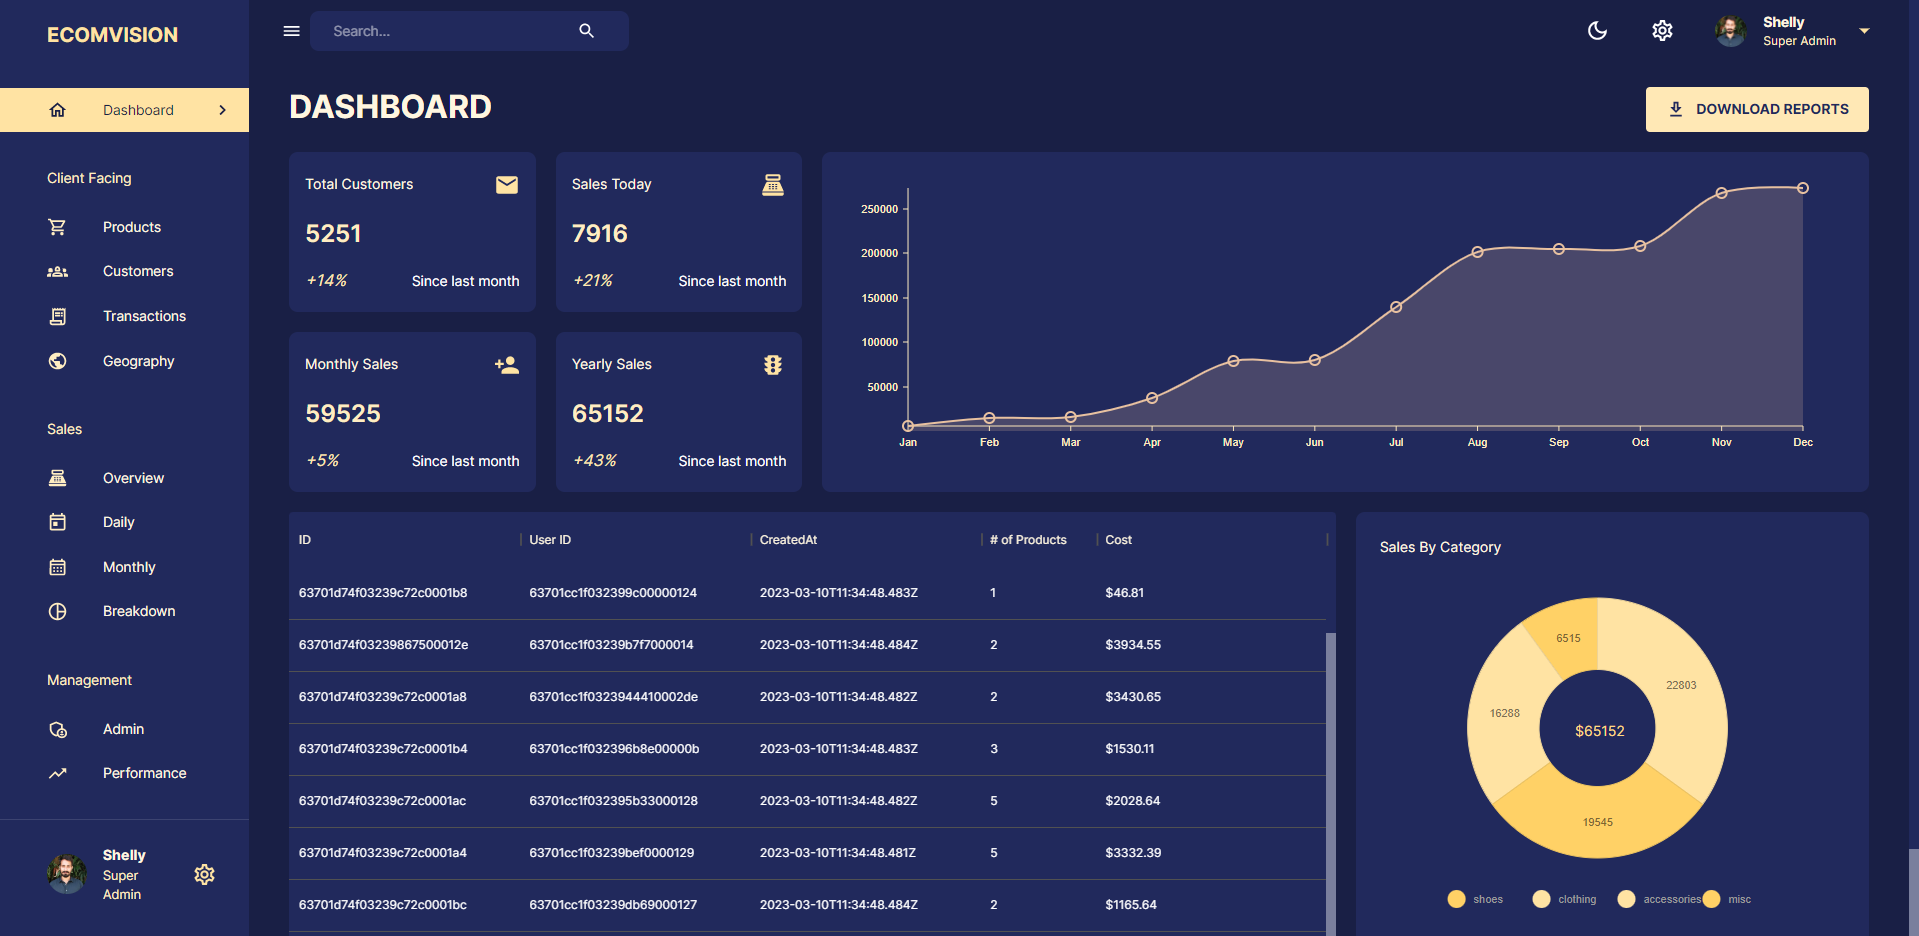 ECOMVISION
Search...
Shelly
Super Admin
Dashboard
DASHBOARD
DOWNLOAD REPORTS
Client Facing
Products
Customers
Transactions
Geography
Sales
Overview
Daily
Monthly
Breakdown
Management
Admin
Performance
Shelly
Super
Admin
Total Customers
5251
+14% Since last month
Sales Today
7916
+21% Since last month
Monthly Sales
59525
+5% Since last month
Yearly Sales
65152
+43% Since last month
250000
200000
150000
100000
50000
Jan Feb Mar Apr May Jun Jul Aug Sep Oct Nov Dec
ID User ID CreatedAt # of Products Cost
63701d74f03239c72c0001b8 63701cc1f032399c00000124 2023-03-10T11:34:48.483Z 1 $46.81
63701d74f03239867500012e 63701cc1f03239b7f7000014 2023-03-10T11:34:48.484Z 2 $3934.55
63701d74f03239c72c0001a8 63701cc1f0323944410002de 2023-03-10T11:34:48.482Z 2 $3430.65
63701d74f03239c72c0001b4 63701cc1f032396b8e00000b 2023-03-10T11:34:48.483Z 3 $1530.11
63701d74f03239c72c0001ac 63701cc1f032395b33000128 2023-03-10T11:34:48.482Z 5 $2028.64
63701d74f03239c72c0001a4 63701cc1f03239bef0000129 2023-03-10T11:34:48.481Z 5 $3332.39
63701d74f03239c72c0001bc 63701cc1f03239db69000127 2023-03-10T11:34:48.484Z 2 $1165.64
Sales By Category
6515
22803
16288
$65152
19545
shoes clothing accessories misc